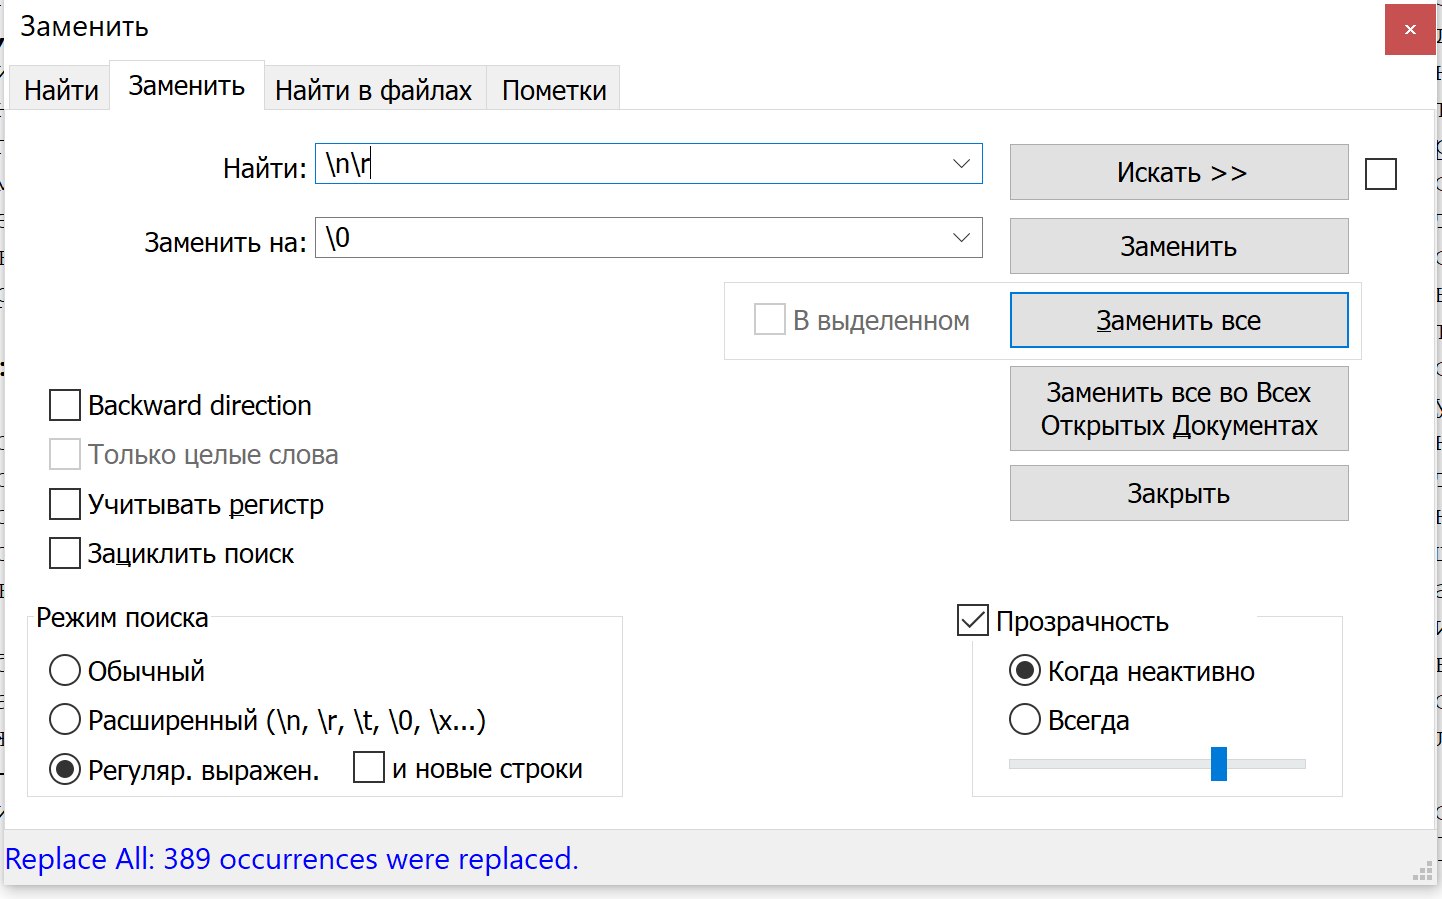 Заменить
Найти
Заменить
Найти в файлах
Пометки
Найти: \n\r
Искать >>
Заменить на: \0
Заменить
В выделенном
Заменить все
Заменить все во Всех
Открытых Документах
Закрыть
Backward direction
Только целые слова
Учитывать регистр
Зациклить поиск
Режим поиска
Обычный
Расширенный (\n, \r, \t, \0, \x...)
Регуляр. выражен.
и новые строки
Прозрачность
Когда неактивно
Всегда
Replace All: 389 occurrences were replaced.